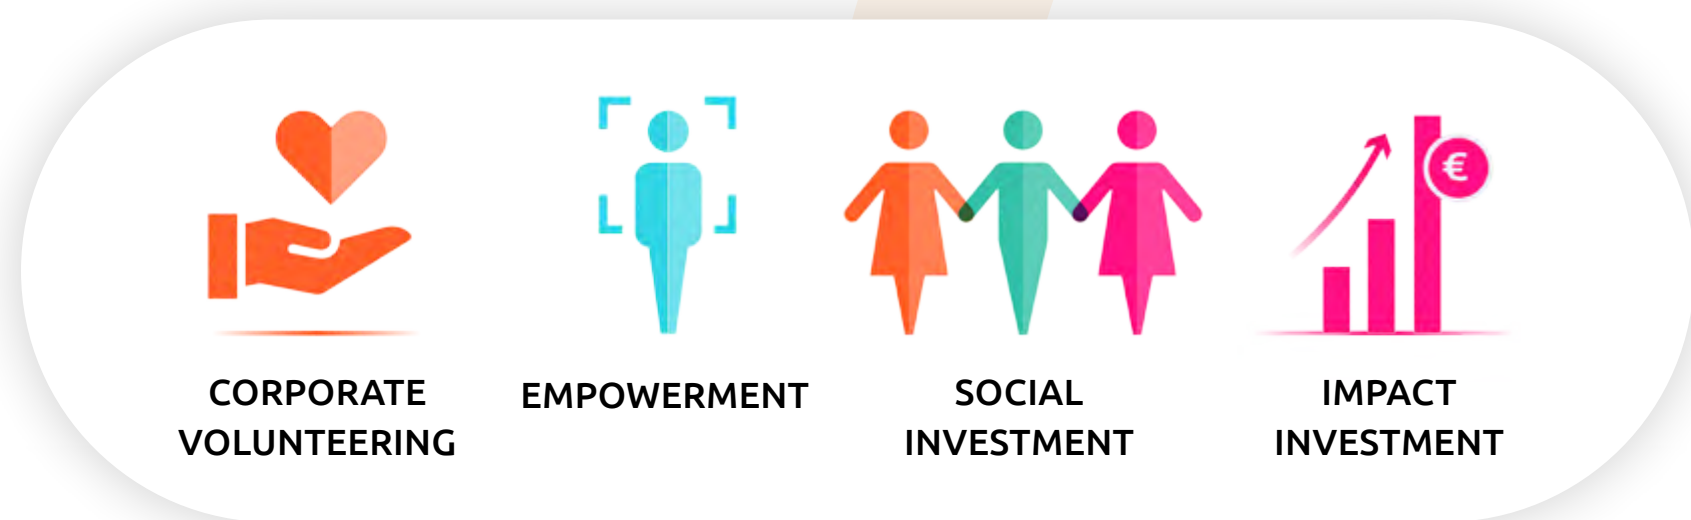 €
CORPORATE
VOLUNTEERING
EMPOWERMENT
SOCIAL
INVESTMENT
IMPACT
INVESTMENT